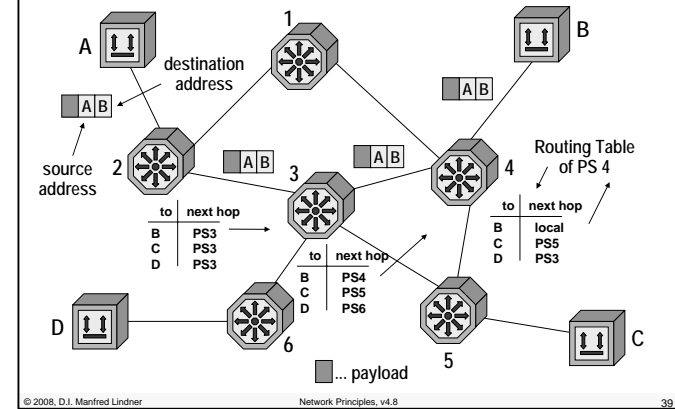 A
1
B
destination
address
A B
A B
source
address
2
A B
A B
3
4
Routing Table
of PS 4
to next hop
B PS3
C PS3
D PS3
to next hop
B PS4
C PS5
D PS6
to next hop
B local
C PS5
D PS3
D
6
5
C
... payload
© 2008, D.I. Manfred Lindner
Network Principles, v4.8
39